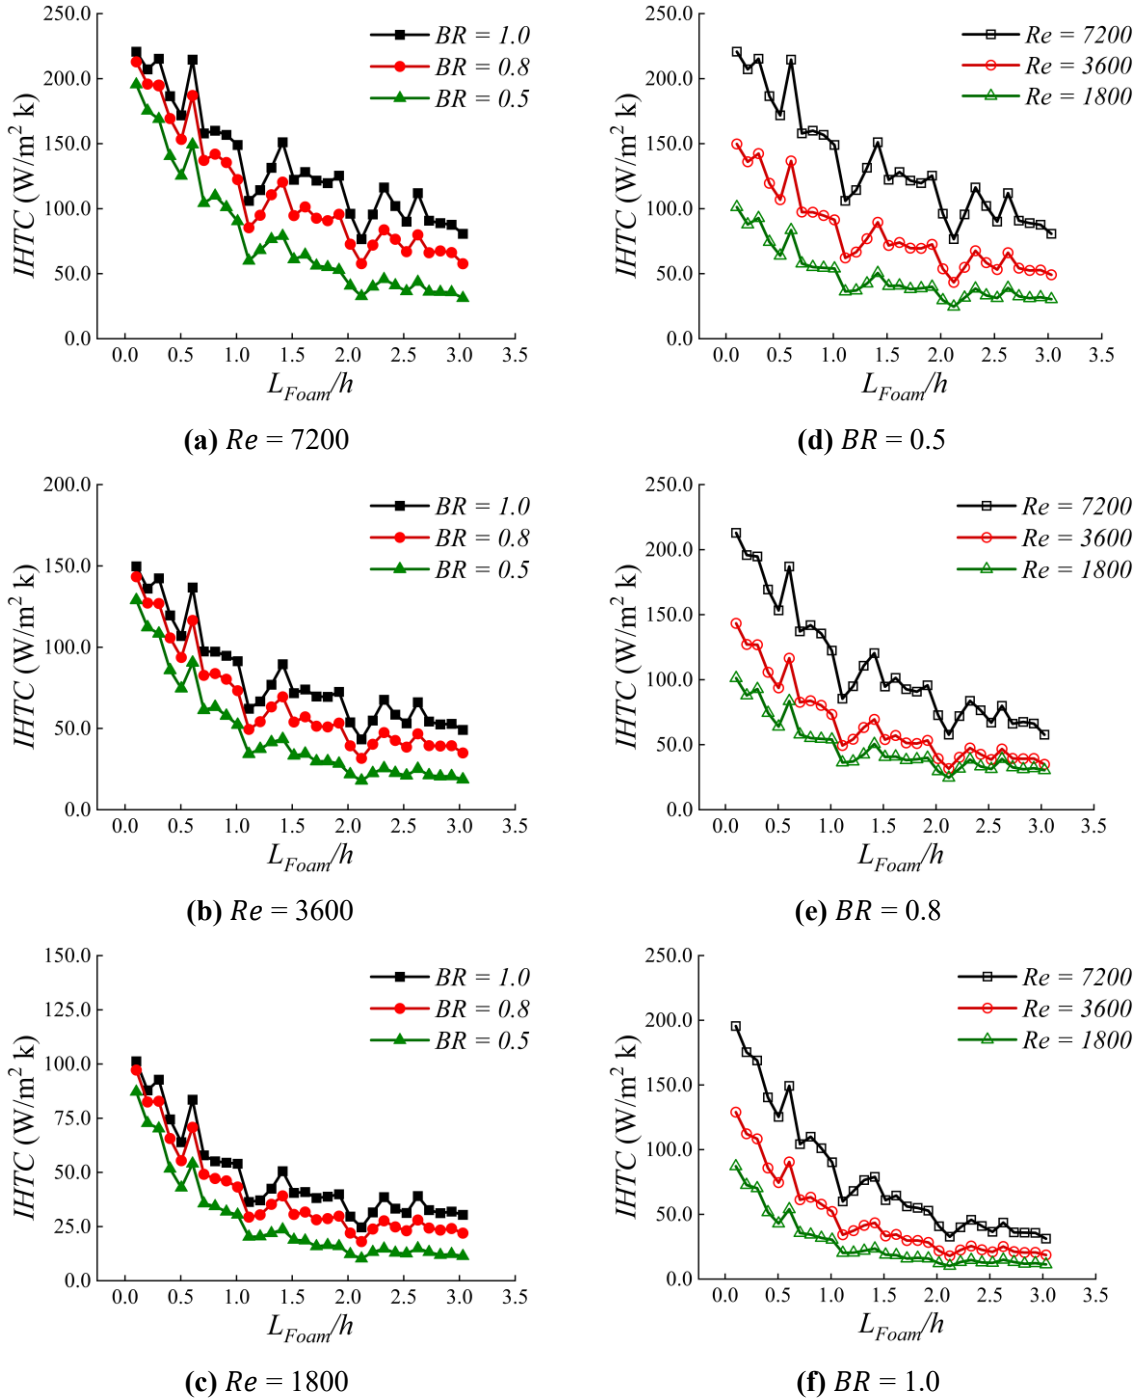 250.0
200.0
150.0
100.0
50.0
0.0
IHTC (W/m² k)
BR = 1.0
BR = 0.8
BR = 0.5
0.0 0.5 1.0 1.5 2.0 2.5 3.0 3.5
L_Foam/h
(a) Re = 7200
250.0
200.0
150.0
100.0
50.0
0.0
IHTC (W/m² k)
Re = 7200
Re = 3600
Re = 1800
0.0 0.5 1.0 1.5 2.0 2.5 3.0 3.5
L_Foam/h
(d) BR = 0.5
200.0
150.0
100.0
50.0
0.0
IHTC (W/m² k)
BR = 1.0
BR = 0.8
BR = 0.5
0.0 0.5 1.0 1.5 2.0 2.5 3.0 3.5
L_Foam/h
(b) Re = 3600
250.0
200.0
150.0
100.0
50.0
0.0
IHTC (W/m² k)
Re = 7200
Re = 3600
Re = 1800
0.0 0.5 1.0 1.5 2.0 2.5 3.0 3.5
L_Foam/h
(e) BR = 0.8
150.0
125.0
100.0
75.0
50.0
25.0
0.0
IHTC (W/m² k)
BR = 1.0
BR = 0.8
BR = 0.5
0.0 0.5 1.0 1.5 2.0 2.5 3.0 3.5
L_Foam/h
(c) Re = 1800
250.0
200.0
150.0
100.0
50.0
0.0
IHTC (W/m² k)
Re = 7200
Re = 3600
Re = 1800
0.0 0.5 1.0 1.5 2.0 2.5 3.0 3.5
L_Foam/h
(f) BR = 1.0